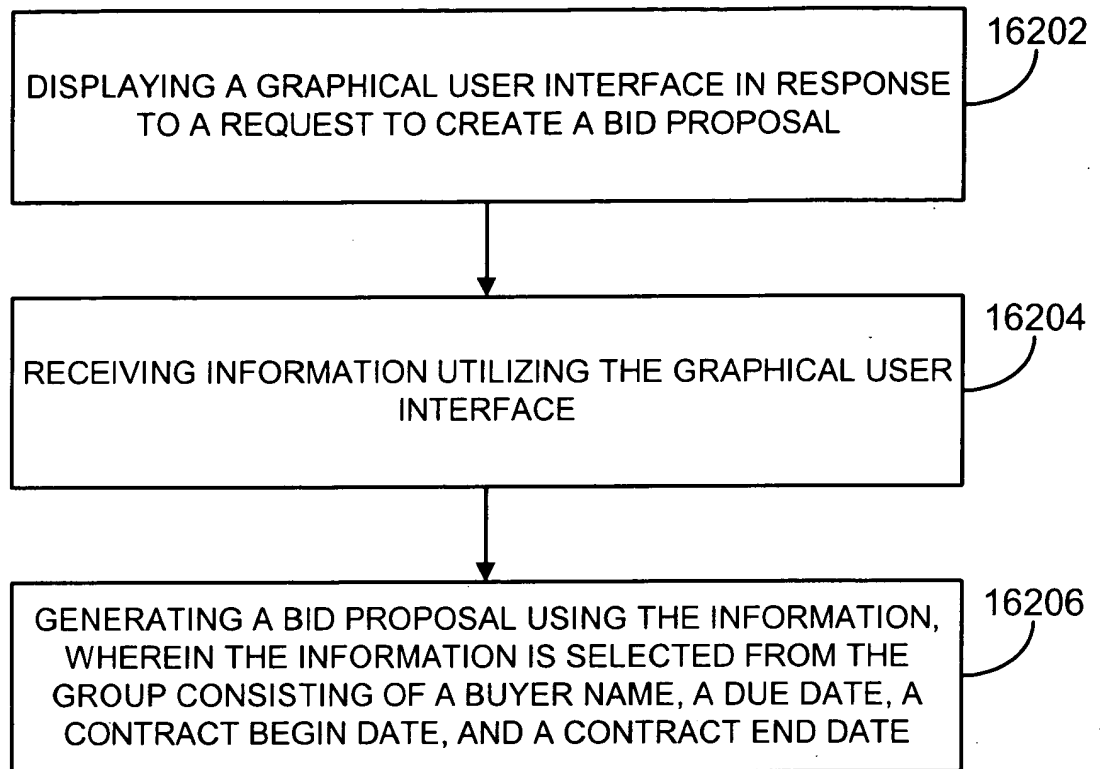 16202
DISPLAYING A GRAPHICAL USER INTERFACE IN RESPONSE
TO A REQUEST TO CREATE A BID PROPOSAL
16204
RECEIVING INFORMATION UTILIZING THE GRAPHICAL USER
INTERFACE
16206
GENERATING A BID PROPOSAL USING THE INFORMATION,
WHEREIN THE INFORMATION IS SELECTED FROM THE
GROUP CONSISTING OF A BUYER NAME, A DUE DATE, A
CONTRACT BEGIN DATE, AND A CONTRACT END DATE